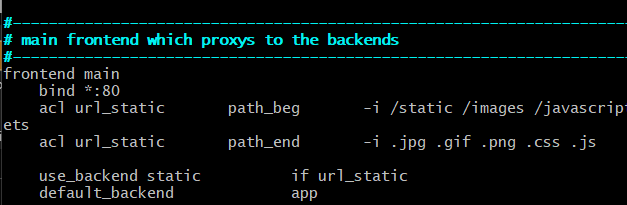 #---------------------------------------------------------------------
# main frontend which proxys to the backends
#---------------------------------------------------------------------
frontend main
    bind *:80
    acl url_static       path_beg       -i /static /images /javascript
ets
    acl url_static       path_end       -i .jpg .gif .png .css .js

    use_backend static          if url_static
    default_backend             app